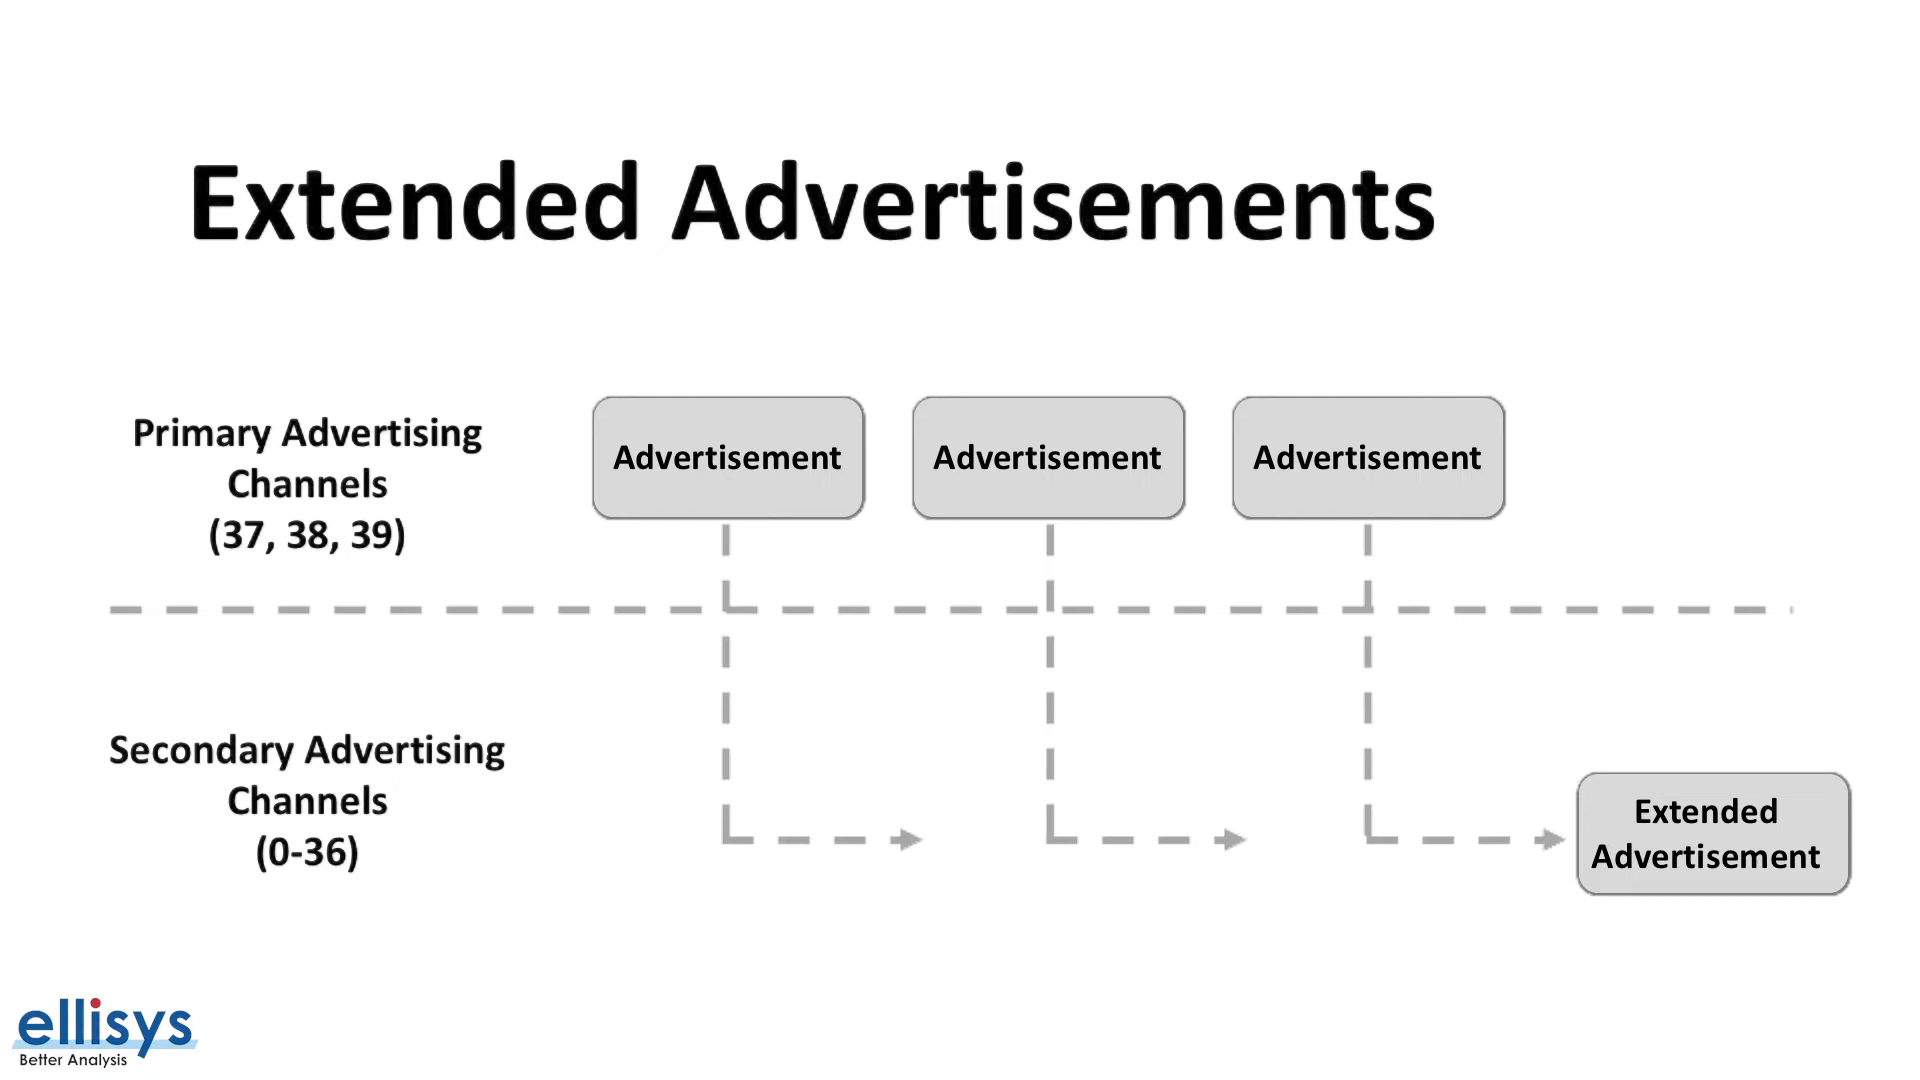 Extended Advertisements
Primary Advertising
Channels
(37, 38, 39)
Advertisement
Advertisement
Advertisement
Secondary Advertising
Channels
(0-36)
Extended
Advertisement
ellisys
Better Analysis